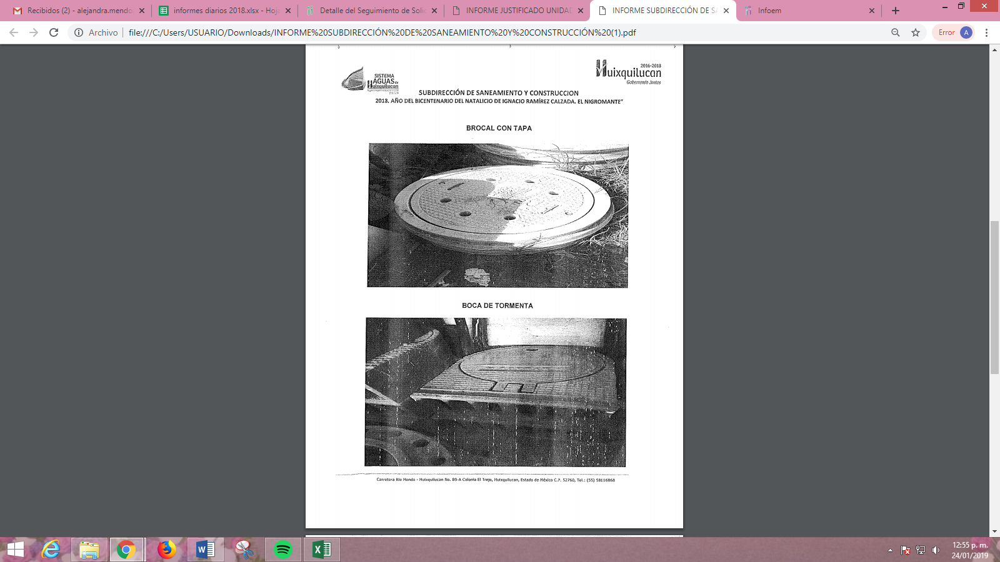 Recibidos (2) - alejandra.mendo
informes diarios 2018.xlsx - Hoja
Detalle del Seguimiento de Solic
INFORME JUSTIFICADO UNIDAD
INFORME SUBDIRECCIÓN DE SA
Infoem
Archivo
file:///C:/Users/USUARIO/Downloads/INFORME%20SUBDIRECCIÓN%20DE%20SANEAMIENTO%20Y%20CONSTRUCCIÓN%20(1).pdf
Error
A
SISTEMA
AGUAS de
Huixquilucan
2016-2018
Huixquilucan
Gobernando Juntos
SUBDIRECCIÓN DE SANEAMIENTO Y CONSTRUCCION
2018. AÑO DEL BICENTENARIO DEL NATALICIO DE IGNACIO RAMÍREZ CALZADA. EL NIGROMANTE"
BROCAL CON TAPA
BOCA DE TORMENTA
Carretera Río Hondo - Huixquilucan No. 89-A Colonia El Trejo, Huixquilucan, Estado de México C.P. 52760, Tel.: (55) 58116868
12:55 p. m.
24/01/2019